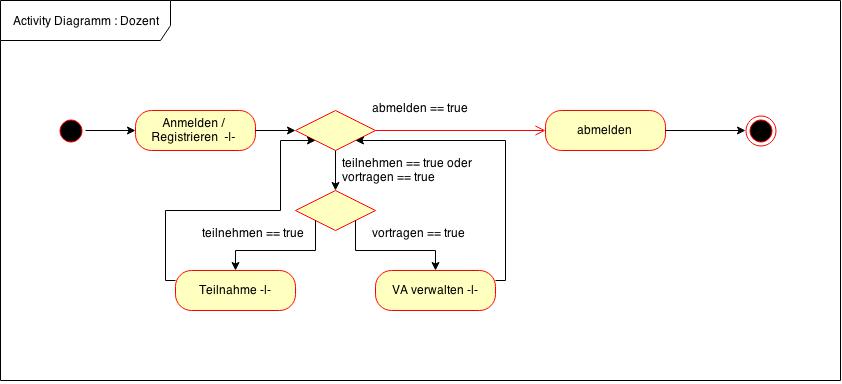 Activity Diagramm : Dozent
abmelden == true
Anmelden /
Registrieren -I-
abmelden
teilnehmen == true oder
vortragen == true
teilnehmen == true
vortragen == true
Teilnahme -I-
VA verwalten -I-